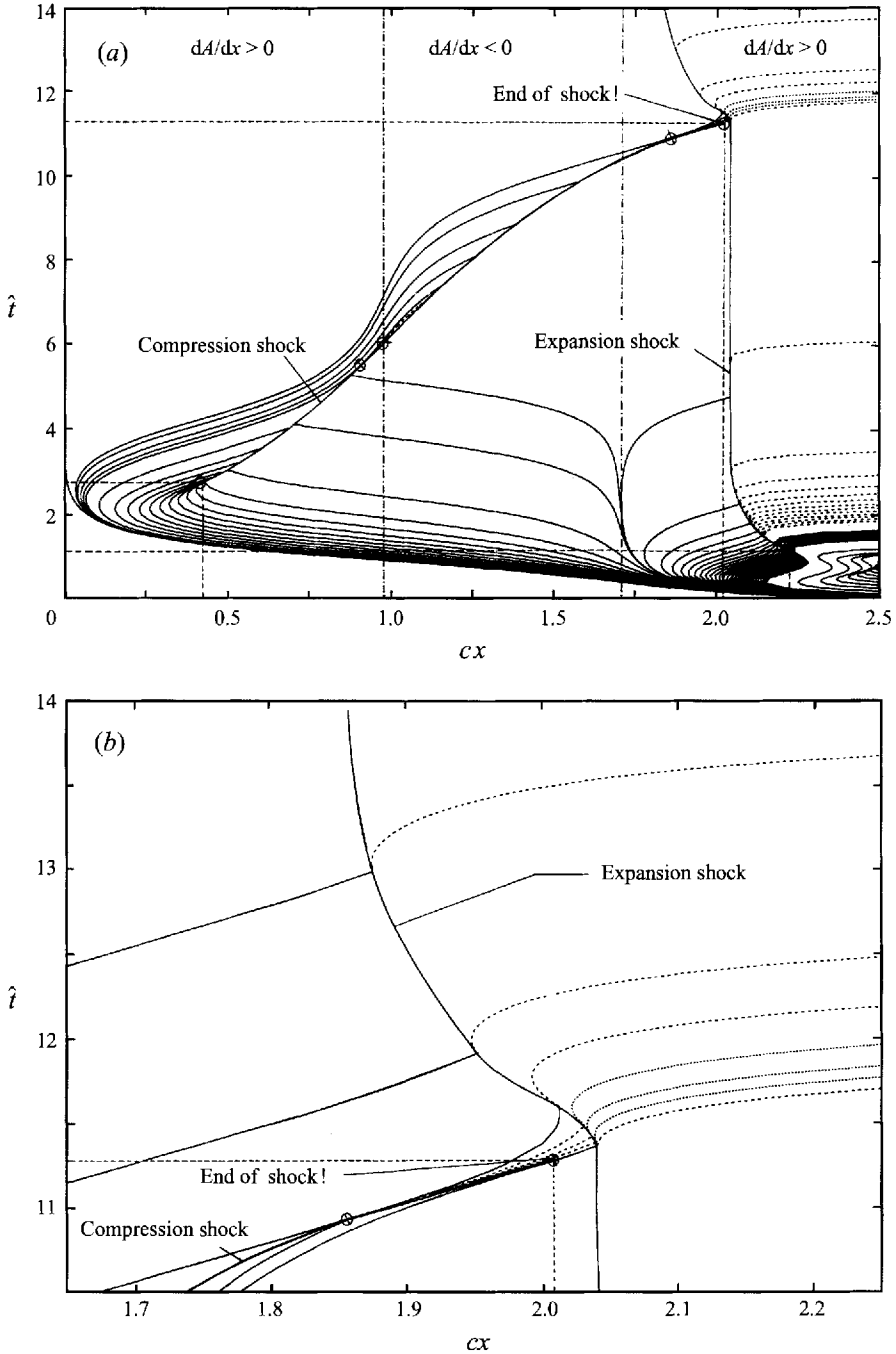 (a)
dA/dx > 0
dA/dx < 0
dA/dx > 0
End of shock!
Compression shock
Expansion shock
14
12
10
8
6
4
2
0
t̂
0.5
1.0
1.5
2.0
2.5
cx
(b)
14
13
12
11
t̂
Expansion shock
End of shock!
Compression shock
1.7
1.8
1.9
2.0
2.1
2.2
cx